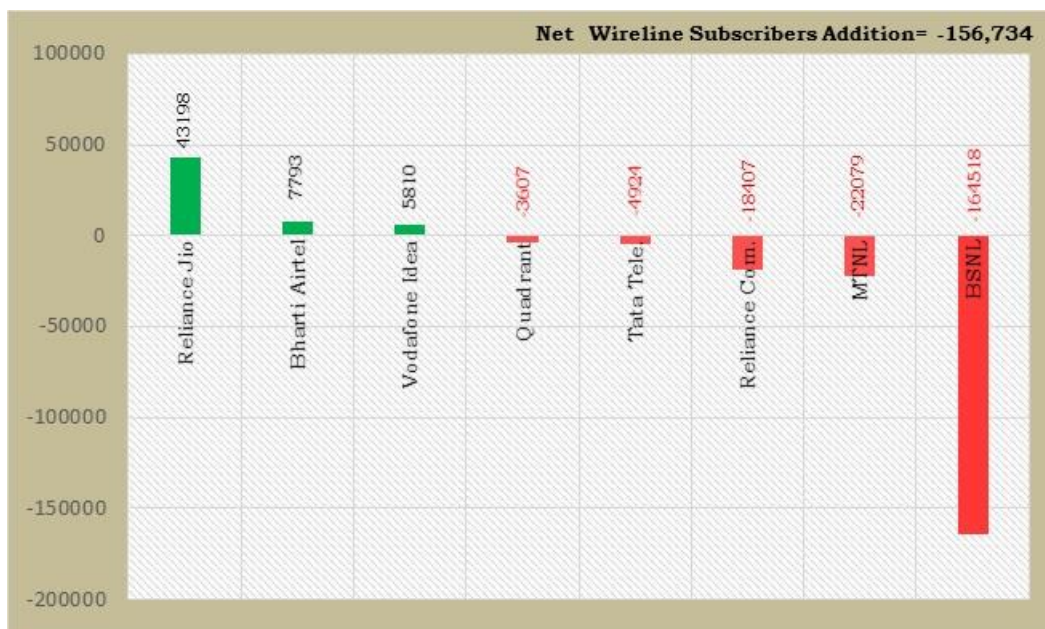 Net Wireline Subscribers Addition= -156,734
100000
50000
0
-50000
-100000
-150000
-200000
43198
7793
5810
-3607
-4924
-18407
-22079
-164518
Reliance Jio
Bharti Airtel
Vodafone Idea
Quadrant
Tata Tele.
Reliance Com.
MTNL
BSNL